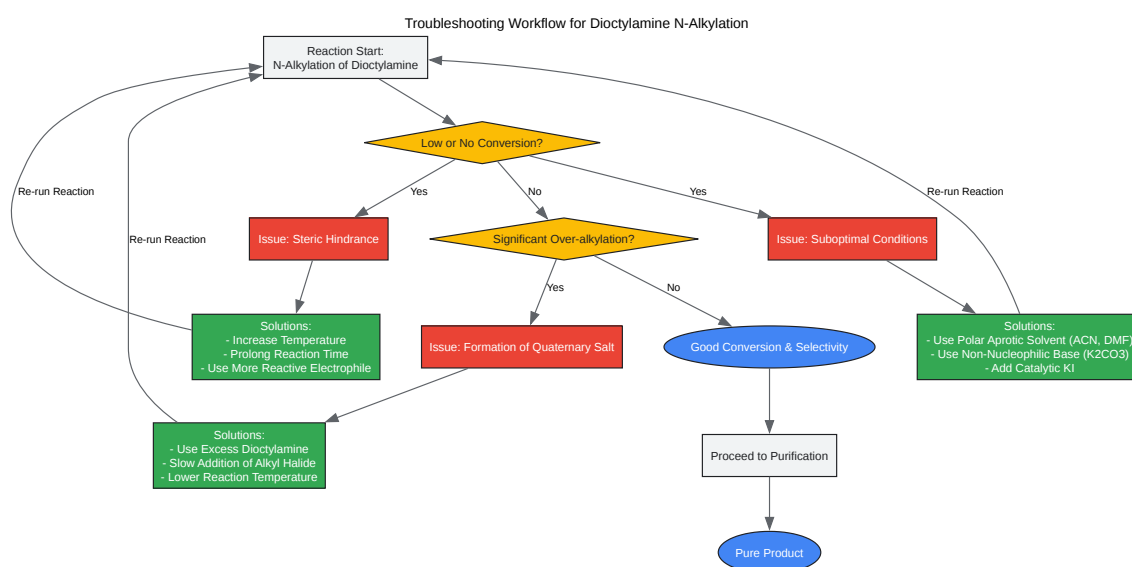 Troubleshooting Workflow for Dioctylamine N-Alkylation
Reaction Start:
N-Alkylation of Dioctylamine
Low or No Conversion?
Re-run Reaction
Yes
No
Yes
Re-run Reaction
Issue: Steric Hindrance
Re-run Reaction
Significant Over-alkylation?
Issue: Suboptimal Conditions
Yes
No
Solutions:
- Increase Temperature
- Prolong Reaction Time
- Use More Reactive Electrophile
Issue: Formation of Quaternary Salt
Good Conversion & Selectivity
Solutions:
- Use Polar Aprotic Solvent (ACN, DMF)
- Use Non-Nucleophilic Base (K2CO3)
- Add Catalytic KI
Solutions:
- Use Excess Dioctylamine
- Slow Addition of Alkyl Halide
- Lower Reaction Temperature
Proceed to Purification
Pure Product